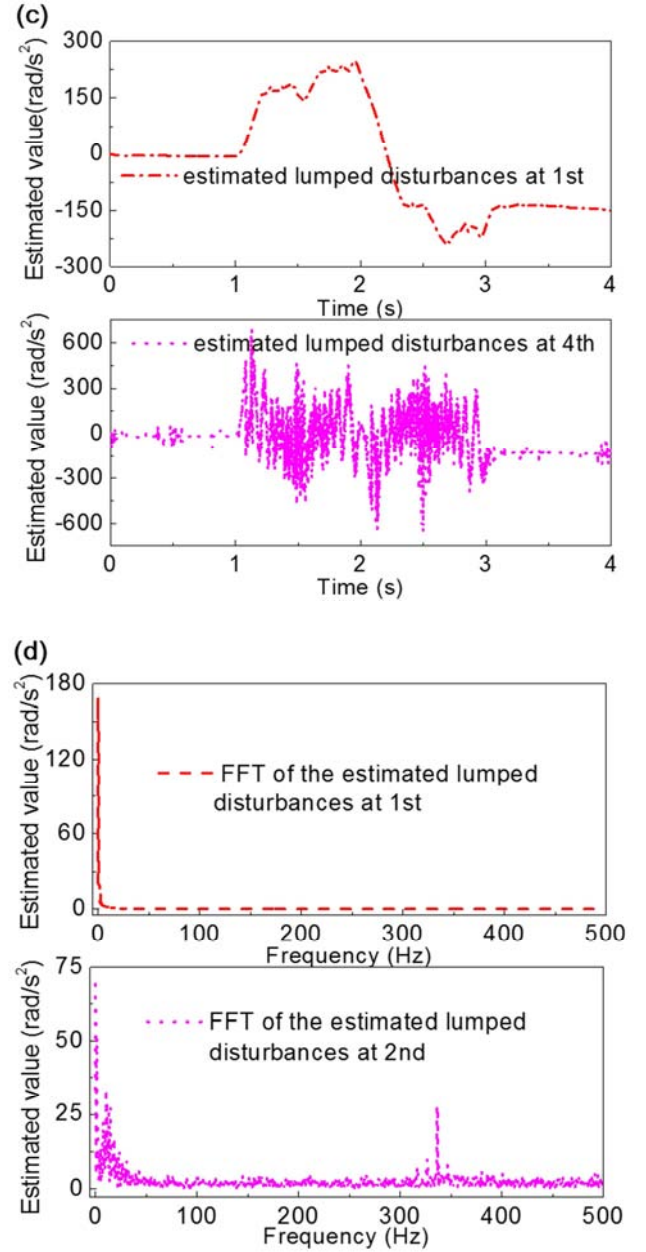 (c)
Estimated value(rad/s²)
300
150
0
-150
-300
estimated lumped disturbances at 1st
0 1 2 3 4
Time (s)
Estimated value (rad/s²)
600
300
0
-300
-600
estimated lumped disturbances at 4th
0 1 2 3 4
Time (s)
(d)
Estimated value (rad/s²)
180
120
60
0
FFT of the estimated lumped
disturbances at 1st
0 100 200 300 400 500
Frequency (Hz)
Estimated value (rad/s²)
75
50
25
0
FFT of the estimated lumped
disturbances at 2nd
0 100 200 300 400 500
Frequency (Hz)